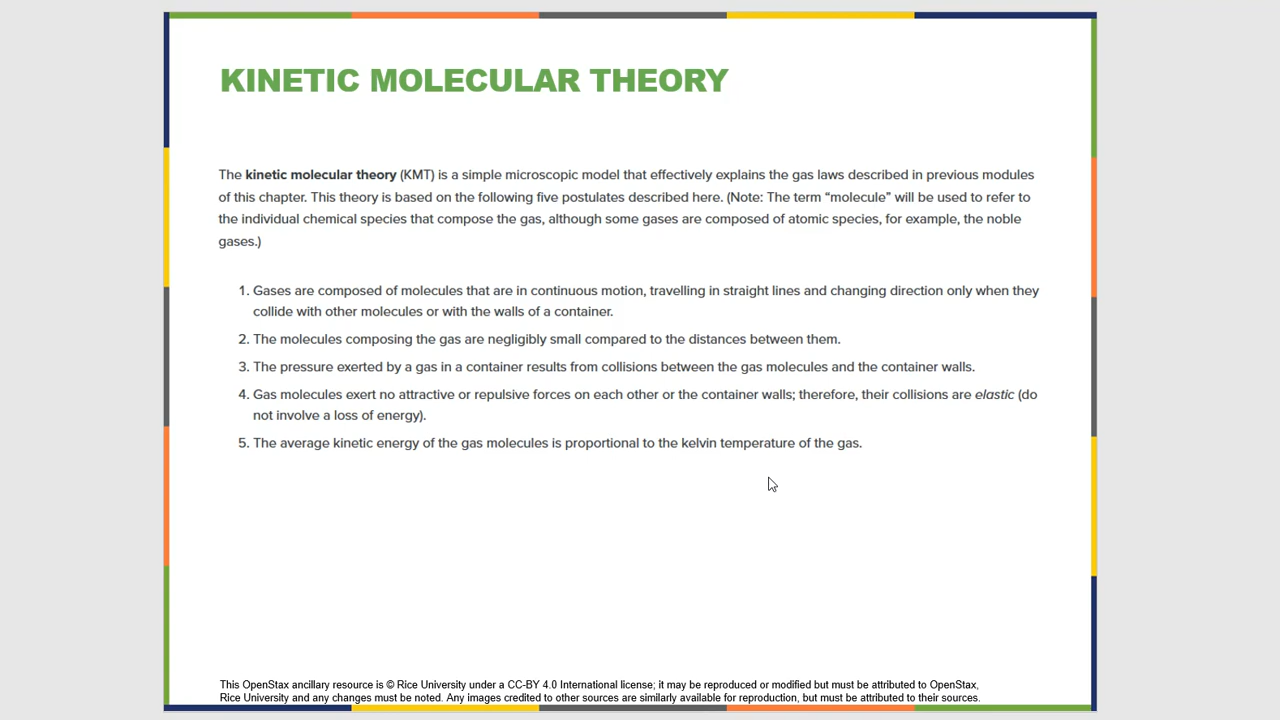 KINETIC MOLECULAR THEORY
The kinetic molecular theory (KMT) is a simple microscopic model that effectively explains the gas laws described in previous modules
of this chapter. This theory is based on the following five postulates described here. (Note: The term “molecule” will be used to refer to
the individual chemical species that compose the gas, although some gases are composed of atomic species, for example, the noble
gases.)
1. Gases are composed of molecules that are in continuous motion, travelling in straight lines and changing direction only when they
collide with other molecules or with the walls of a container.
2. The molecules composing the gas are negligibly small compared to the distances between them.
3. The pressure exerted by a gas in a container results from collisions between the gas molecules and the container walls.
4. Gas molecules exert no attractive or repulsive forces on each other or the container walls; therefore, their collisions are elastic (do
not involve a loss of energy).
5. The average kinetic energy of the gas molecules is proportional to the kelvin temperature of the gas.
This OpenStax ancillary resource is © Rice University under a CC-BY 4.0 International license; it may be reproduced or modified but must be attributed to OpenStax,
Rice University and any changes must be noted. Any images credited to other sources are similarly available for reproduction, but must be attributed to their sources.